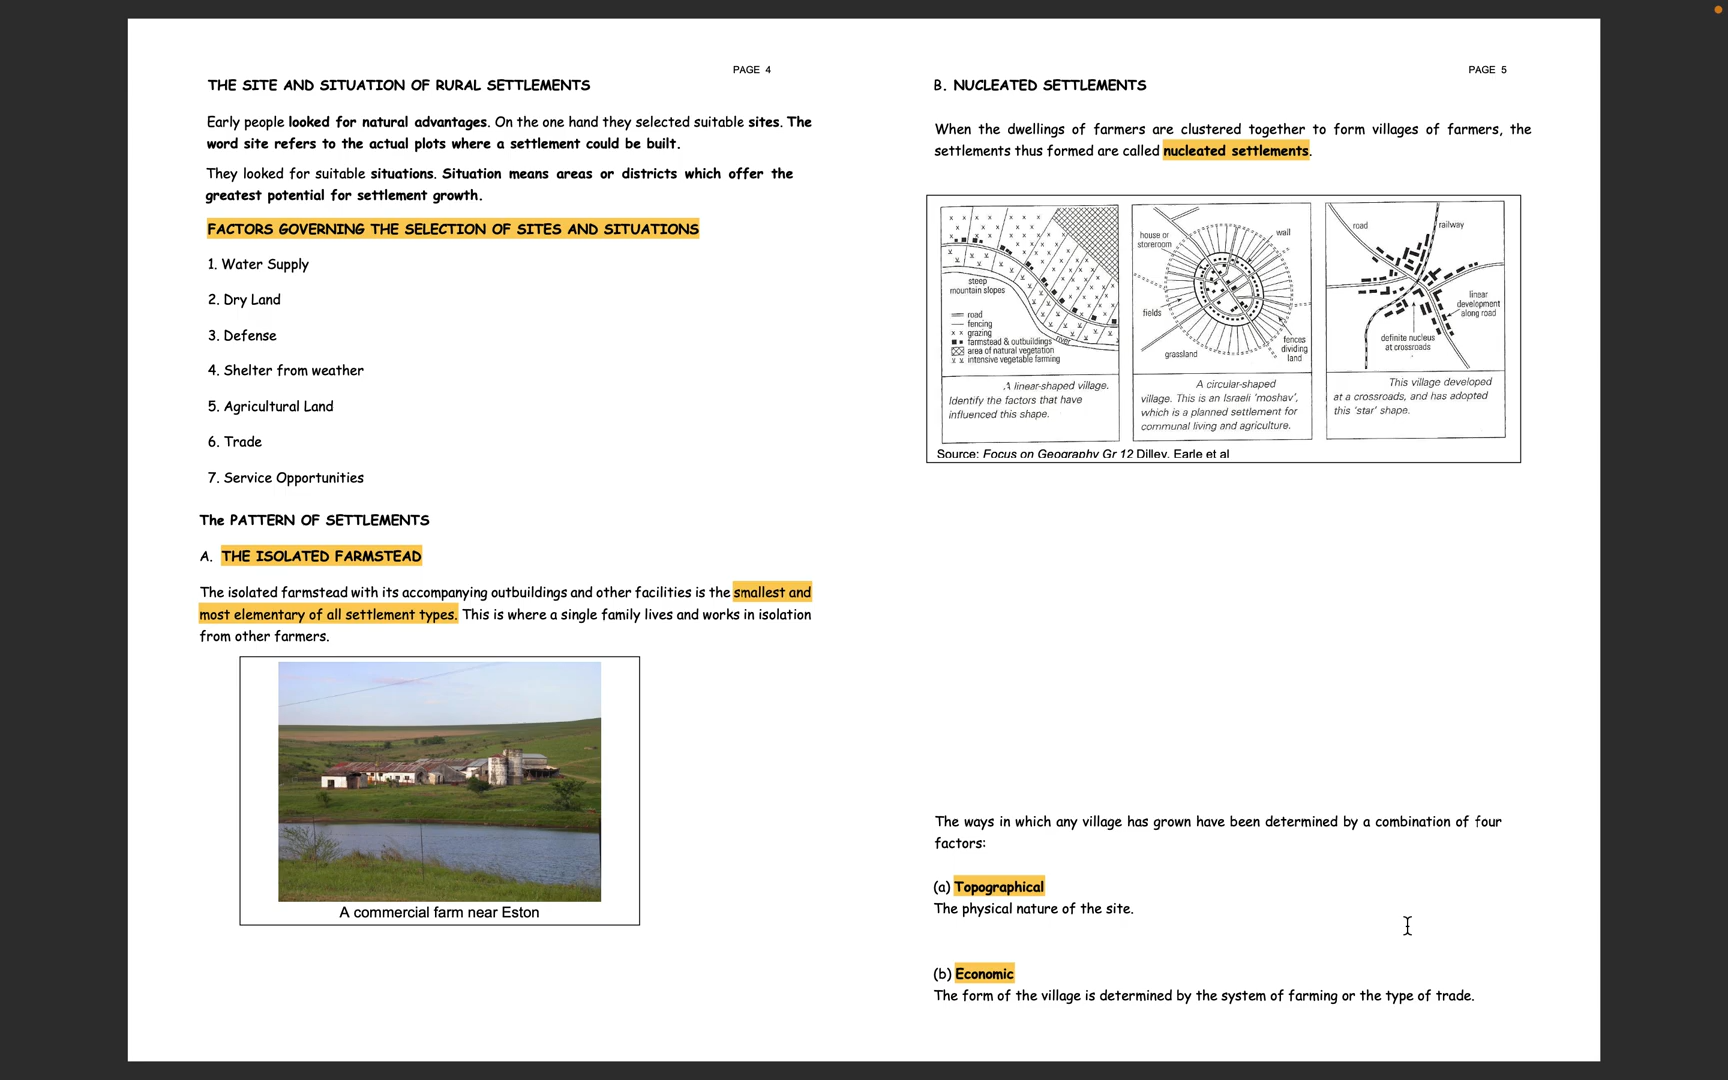 PAGE 4
THE SITE AND SITUATION OF RURAL SETTLEMENTS
Early people looked for natural advantages. On the one hand they selected suitable sites. The
word site refers to the actual plots where a settlement could be built.
They looked for suitable situations. Situation means areas or districts which offer the
greatest potential for settlement growth.
FACTORS GOVERNING THE SELECTION OF SITES AND SITUATIONS
1. Water Supply
2. Dry Land
3. Defense
4. Shelter from weather
5. Agricultural Land
6. Trade
7. Service Opportunities
The PATTERN OF SETTLEMENTS
A. THE ISOLATED FARMSTEAD
The isolated farmstead with its accompanying outbuildings and other facilities is the smallest and
most elementary of all settlement types. This is where a single family lives and works in isolation
from other farmers.
A commercial farm near Eston
PAGE 5
B. NUCLEATED SETTLEMENTS
When the dwellings of farmers are clustered together to form villages of farmers, the
settlements thus formed are called nucleated settlements.
steep
mountain slopes
road
fencing
grazing
farmstead & outbuildings
area of natural vegetation
intensive vegetable farming
river
A linear-shaped village.
Identify the factors that have
influenced this shape.
house or
storeroom
wall
fields
grassland
fences
dividing
land
A circular-shaped
village. This is an Israeli 'moshav',
which is a planned settlement for
communal living and agriculture.
road
railway
linear
development
along road
definite nucleus
at crossroads
This village developed
at a crossroads, and has adopted
this 'star' shape.
Source: Focus on Geography Gr 12 Dilley, Earle et al
The ways in which any village has grown have been determined by a combination of four
factors:
(a) Topographical
The physical nature of the site.
(b) Economic
The form of the village is determined by the system of farming or the type of trade.